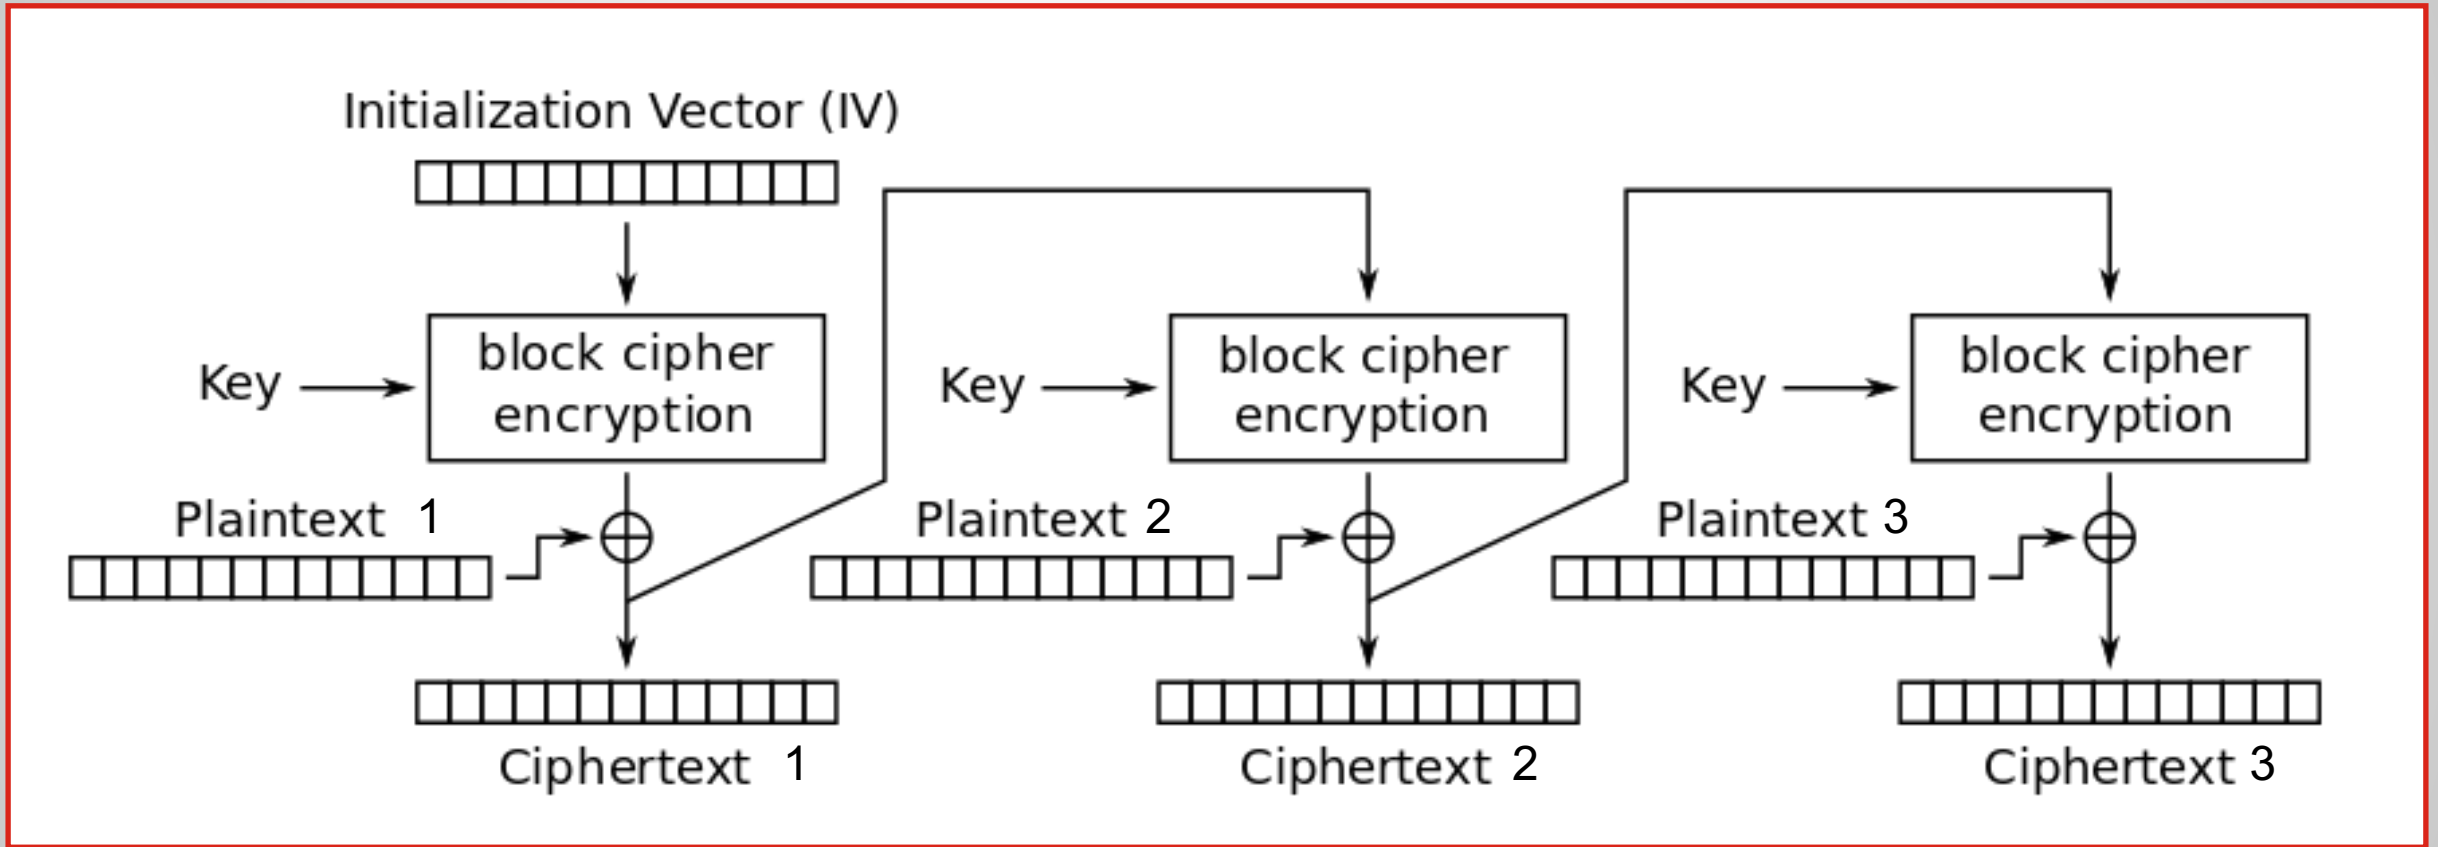 Initialization Vector (IV)
Key
block cipher
encryption
Key
block cipher
encryption
Key
block cipher
encryption
Plaintext 1
Plaintext 2
Plaintext 3
Ciphertext 1
Ciphertext 2
Ciphertext 3